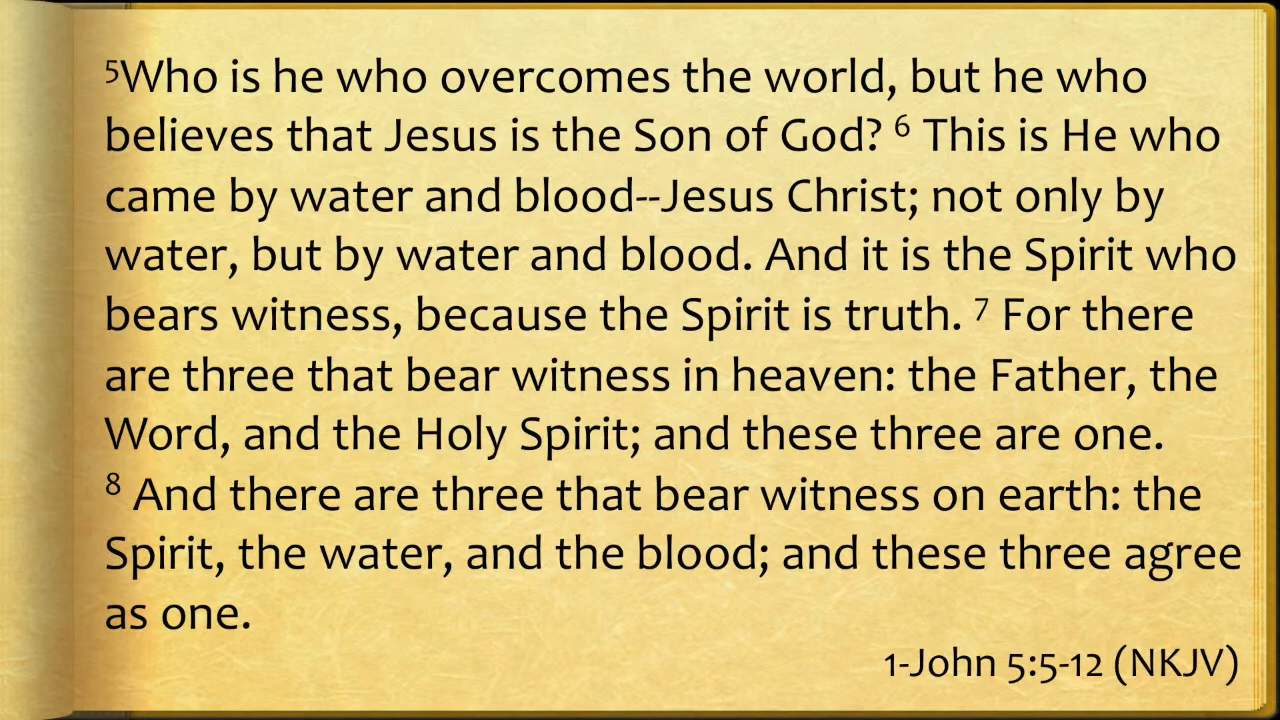 ⁵Who is he who overcomes the world, but he who
believes that Jesus is the Son of God? ⁶ This is He who
came by water and blood--Jesus Christ; not only by
water, but by water and blood. And it is the Spirit who
bears witness, because the Spirit is truth. ⁷ For there
are three that bear witness in heaven: the Father, the
Word, and the Holy Spirit; and these three are one.
⁸ And there are three that bear witness on earth: the
Spirit, the water, and the blood; and these three agree
as one.
1-John 5:5-12 (NKJV)